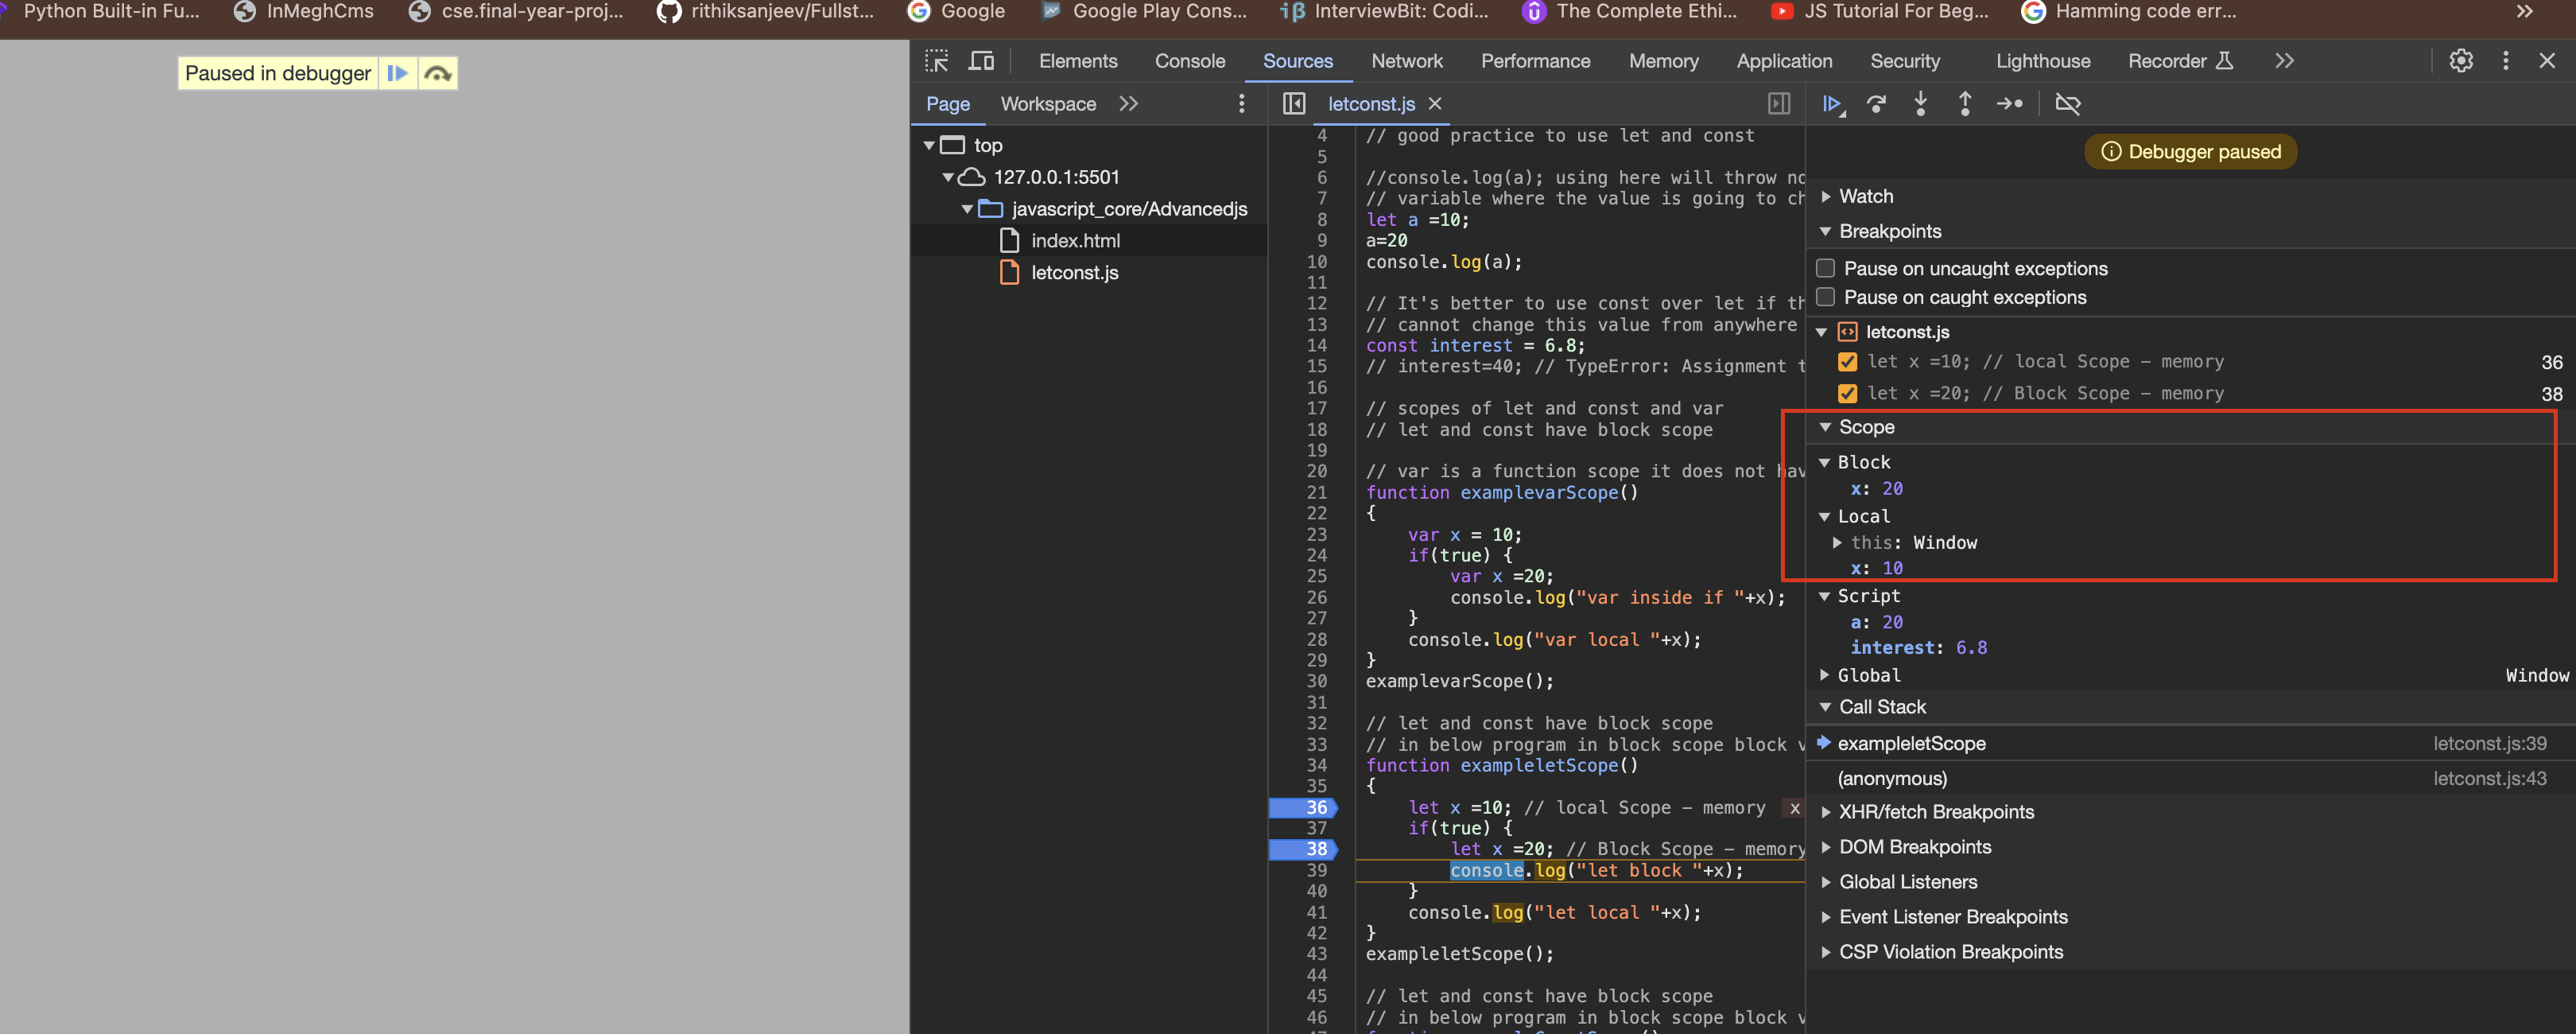 Python Built-in Fu...
InMeghCms
cse.final-year-proj...
rithiksanjeev/Fullst...
Google
Google Play Cons...
InterviewBit: Codi...
The Complete Ethi...
JS Tutorial For Beg...
Hamming code err...
Paused in debugger
Elements
Console
Sources
Network
Performance
Memory
Application
Security
Lighthouse
Recorder
Page
Workspace
top
127.0.0.1:5501
javascript_core/Advancedjs
index.html
letconst.js
letconst.js
4 // good practice to use let and const
5
6 //console.log(a); using here will throw no
7 // variable where the value is going to ch
8 let a =10;
9 a=20
10 console.log(a);
11
12 // It's better to use const over let if th
13 // cannot change this value from anywhere
14 const interest = 6.8;
15 // interest=40; // TypeError: Assignment t
16
17 // scopes of let and const and var
18 // let and const have block scope
19
20 // var is a function scope it does not hav
21 function examplevarScope()
22 {
23 var x = 10;
24 if(true) {
25 var x =20;
26 console.log("var inside if "+x);
27 }
28 console.log("var local "+x);
29 }
30 examplevarScope();
31
32 // let and const have block scope
33 // in below program in block scope block v
34 function exampleletScope()
35 {
36 let x =10; // local Scope – memory x
37 if(true) {
38 let x =20; // Block Scope – memory
39 console.log("let block "+x);
40 }
41 console.log("let local "+x);
42 }
43 exampleletScope();
44
45 // let and const have block scope
46 // in below program in block scope block v
Debugger paused
Watch
Breakpoints
Pause on uncaught exceptions
Pause on caught exceptions
letconst.js
let x =10; // local Scope – memory 36
let x =20; // Block Scope – memory 38
Scope
Block
x: 20
Local
this: Window
x: 10
Script
a: 20
interest: 6.8
Global Window
Call Stack
exampleletScope letconst.js:39
(anonymous) letconst.js:43
XHR/fetch Breakpoints
DOM Breakpoints
Global Listeners
Event Listener Breakpoints
CSP Violation Breakpoints